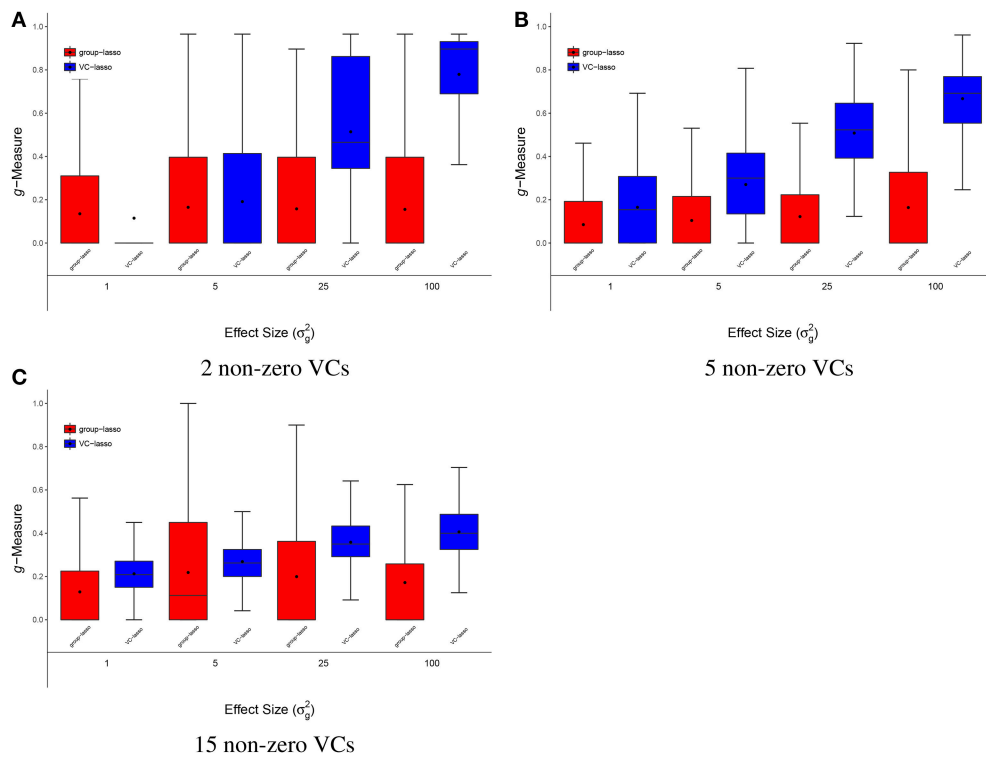 A
1.0
0.8
0.6
0.4
0.2
0.0
g−Measure
group−lasso
VC−lasso
group−lasso
VC−lasso
group−lasso
VC−lasso
group−lasso
VC−lasso
group−lasso
VC−lasso
1
5
25
100
Effect Size (σ²g)
2 non-zero VCs
B
1.0
0.8
0.6
0.4
0.2
0.0
g−Measure
group−lasso
VC−lasso
group−lasso
VC−lasso
group−lasso
VC−lasso
group−lasso
VC−lasso
group−lasso
VC−lasso
1
5
25
100
Effect Size (σ²g)
5 non-zero VCs
C
1.0
0.8
0.6
0.4
0.2
0.0
g−Measure
group−lasso
VC−lasso
group−lasso
VC−lasso
group−lasso
VC−lasso
group−lasso
VC−lasso
group−lasso
VC−lasso
1
5
25
100
Effect Size (σ²g)
15 non-zero VCs